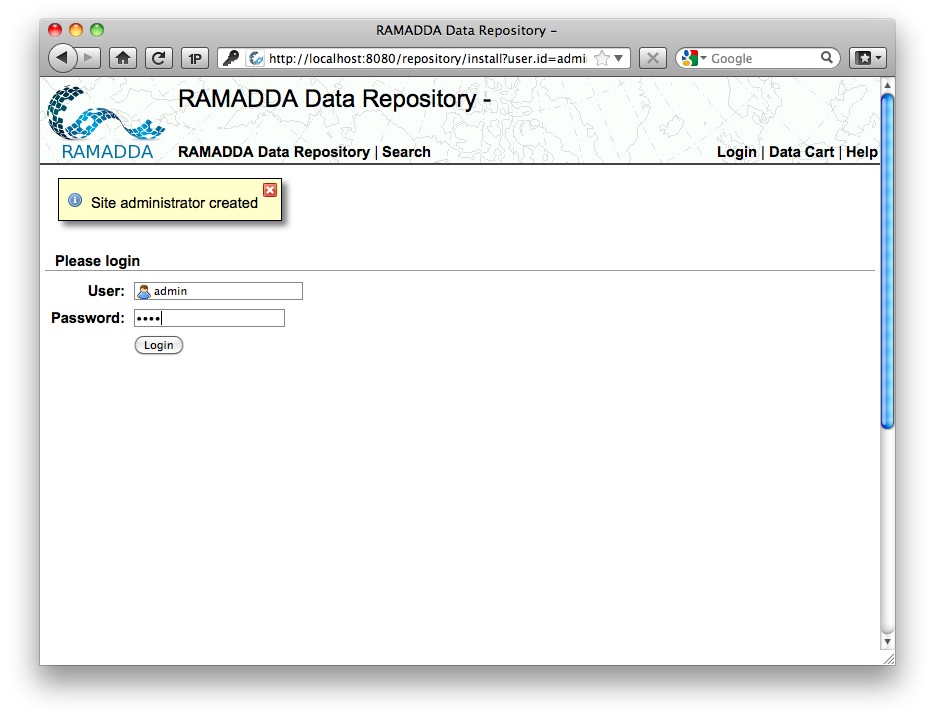 RAMADDA Data Repository -
1P
http://localhost:8080/repository/install?user.id=admi
Google
RAMADDA
RAMADDA Data Repository -
RAMADDA Data Repository | Search
Login | Data Cart | Help
Site administrator created
Please login
User: admin
Password: ••••
Login